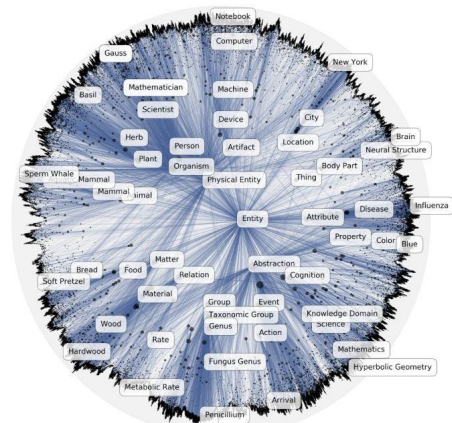 Notebook
Computer
Gauss
New York
Mathematician
Machine
Basil
Scientist
Device
City
Herb
Person
Artifact
Location
Brain
Neural Structure
Plant
Organism
Body Part
Sperm Whale
Mammal
Physical Entity
Thing
Mammal
Animal
Entity
Attribute
Disease
Influenza
Property
Color
Blue
Matter
Abstraction
Bread
Food
Relation
Cognition
Soft Pretzel
Material
Group
Event
Wood
Taxonomic Group
Knowledge Domain
Genus
Action
Science
Rate
Hardwood
Mathematics
Fungus Genus
Hyperbolic Geometry
Metabolic Rate
Arrival
Penicillium